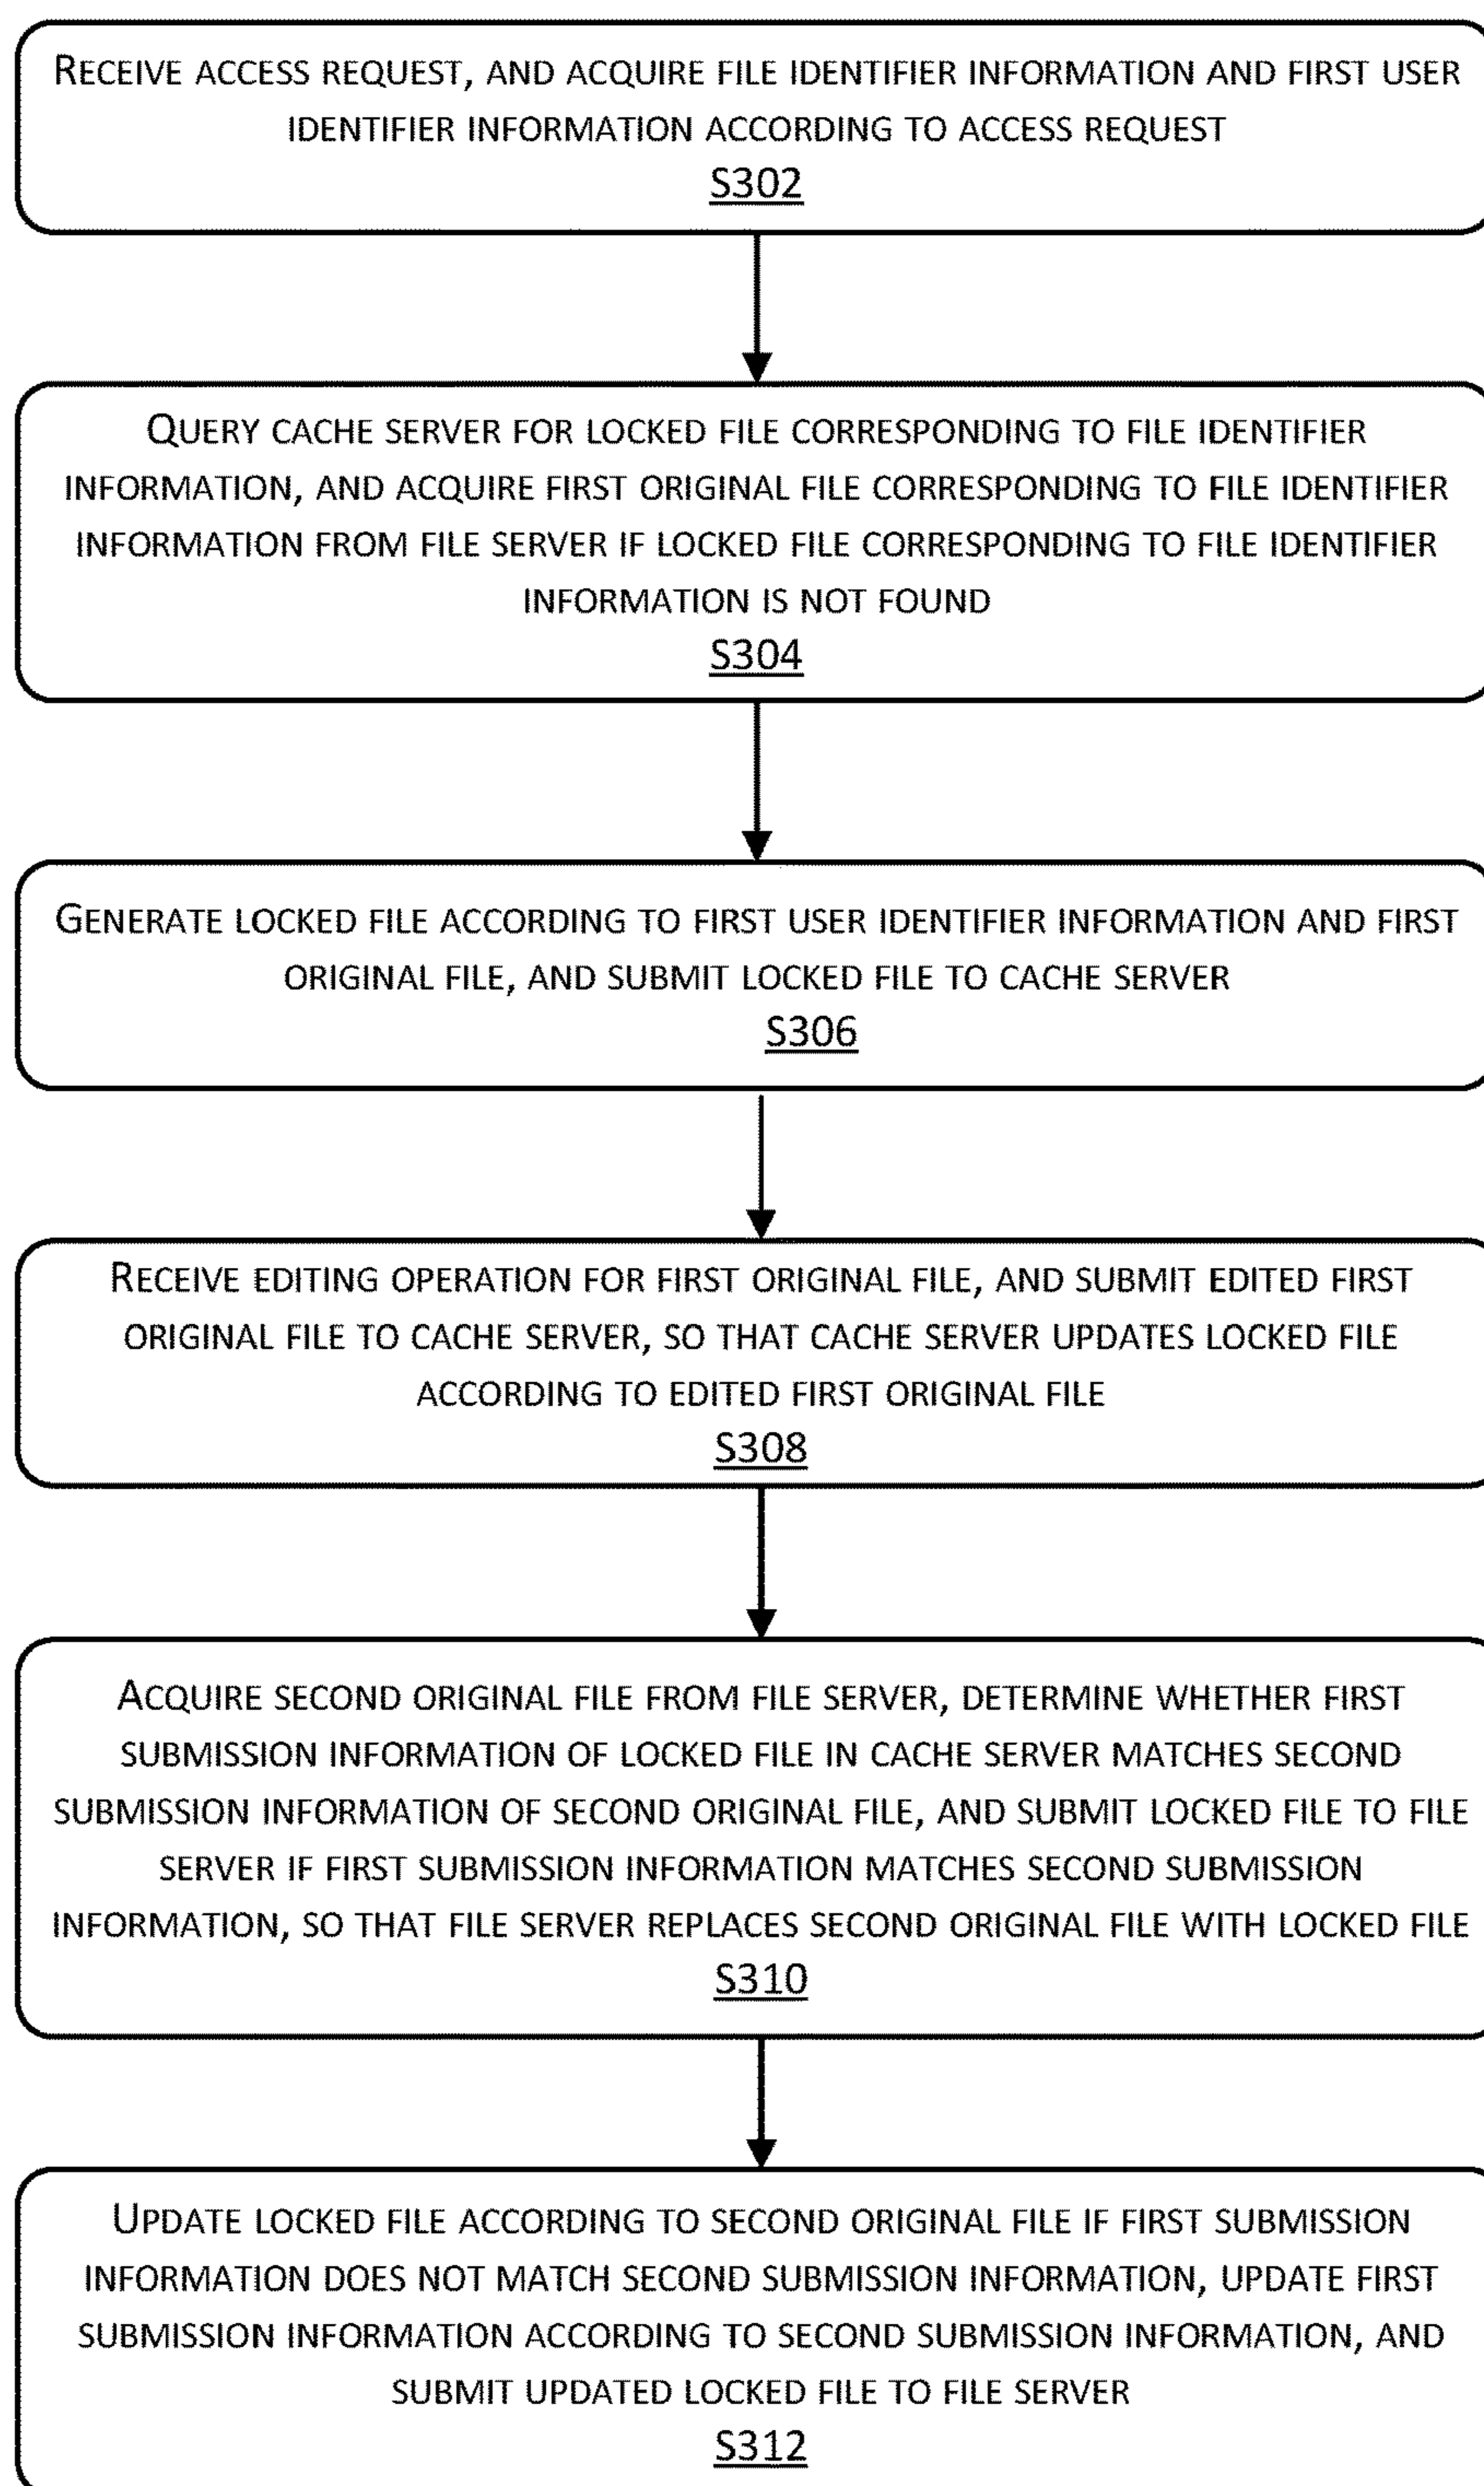 RECEIVE ACCESS REQUEST, AND ACQUIRE FILE IDENTIFIER INFORMATION AND FIRST USER
IDENTIFIER INFORMATION ACCORDING TO ACCESS REQUEST
S302
QUERY CACHE SERVER FOR LOCKED FILE CORRESPONDING TO FILE IDENTIFIER
INFORMATION, AND ACQUIRE FIRST ORIGINAL FILE CORRESPONDING TO FILE IDENTIFIER
INFORMATION FROM FILE SERVER IF LOCKED FILE CORRESPONDING TO FILE IDENTIFIER
INFORMATION IS NOT FOUND
S304
GENERATE LOCKED FILE ACCORDING TO FIRST USER IDENTIFIER INFORMATION AND FIRST
ORIGINAL FILE, AND SUBMIT LOCKED FILE TO CACHE SERVER
S306
RECEIVE EDITING OPERATION FOR FIRST ORIGINAL FILE, AND SUBMIT EDITED FIRST
ORIGINAL FILE TO CACHE SERVER, SO THAT CACHE SERVER UPDATES LOCKED FILE
ACCORDING TO EDITED FIRST ORIGINAL FILE
S308
ACQUIRE SECOND ORIGINAL FILE FROM FILE SERVER, DETERMINE WHETHER FIRST
SUBMISSION INFORMATION OF LOCKED FILE IN CACHE SERVER MATCHES SECOND
SUBMISSION INFORMATION OF SECOND ORIGINAL FILE, AND SUBMIT LOCKED FILE TO FILE
SERVER IF FIRST SUBMISSION INFORMATION MATCHES SECOND SUBMISSION
INFORMATION, SO THAT FILE SERVER REPLACES SECOND ORIGINAL FILE WITH LOCKED FILE
S310
UPDATE LOCKED FILE ACCORDING TO SECOND ORIGINAL FILE IF FIRST SUBMISSION
INFORMATION DOES NOT MATCH SECOND SUBMISSION INFORMATION, UPDATE FIRST
SUBMISSION INFORMATION ACCORDING TO SECOND SUBMISSION INFORMATION, AND
SUBMIT UPDATED LOCKED FILE TO FILE SERVER
S312